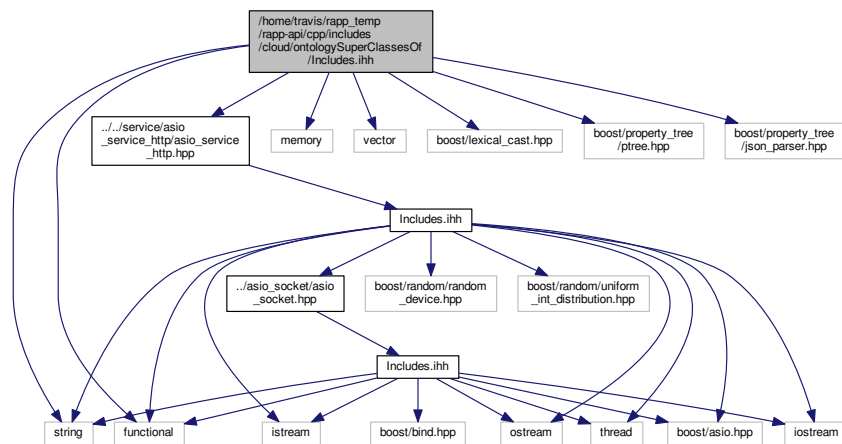 /home/travis/rapp_temp
/rapp-api/cpp/includes
/cloud/ontologySuperClassesOf
/Includes.ihh
../../service/asio
_service_http/asio_service
_http.hpp
memory
vector
boost/lexical_cast.hpp
boost/property_tree
/ptree.hpp
boost/property_tree
/json_parser.hpp
Includes.ihh
../asio_socket/asio
_socket.hpp
boost/random/random
_device.hpp
boost/random/uniform
_int_distribution.hpp
Includes.ihh
string
functional
istream
boost/bind.hpp
ostream
thread
boost/asio.hpp
iostream